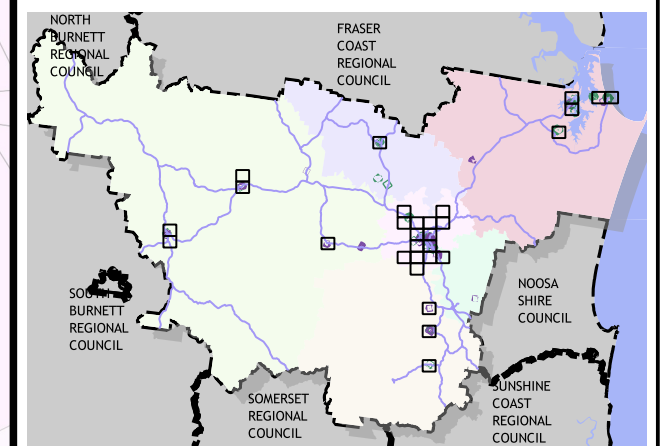 NORTH
BURNETT
REGIONAL
COUNCIL
FRASER
COAST
REGIONAL
COUNCIL
SOUTH
BURNETT
REGIONAL
COUNCIL
NOOSA
SHIRE
COUNCIL
SOMERSET
REGIONAL
COUNCIL
SUNSHINE
COAST
REGIONAL
COUNCIL